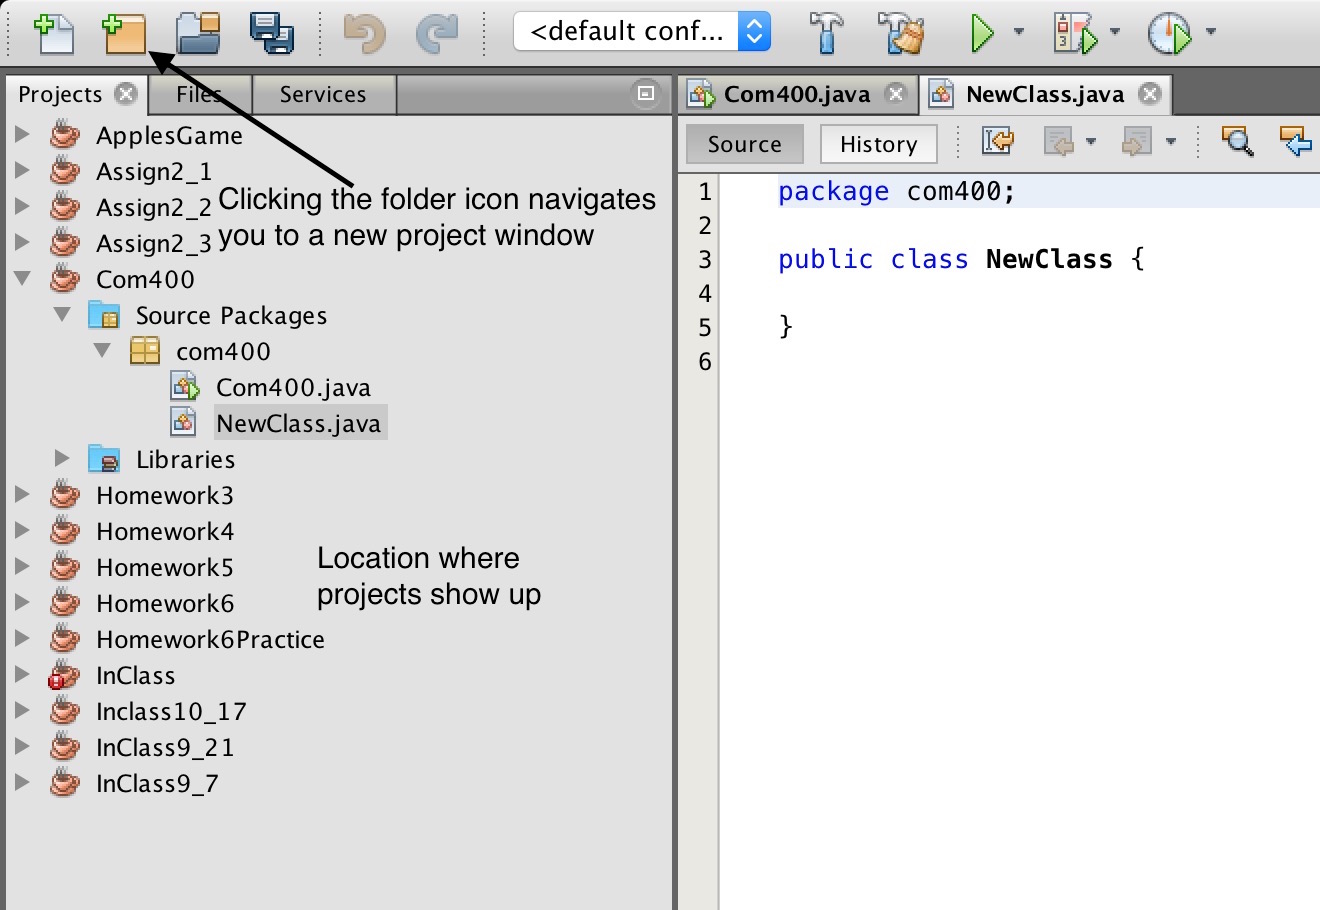 <default conf...
Projects Files Services
Com400.java NewClass.java
Source History
ApplesGame
Assign2_1
Assign2_2
Assign2_3
Clicking the folder icon navigates
you to a new project window
Com400
Source Packages
com400
Com400.java
NewClass.java
Libraries
Homework3
Homework4
Homework5
Homework6
Homework6Practice
InClass
Inclass10_17
InClass9_21
InClass9_7
Location where
projects show up
1 package com400;
2
3 public class NewClass {
4
5 }
6